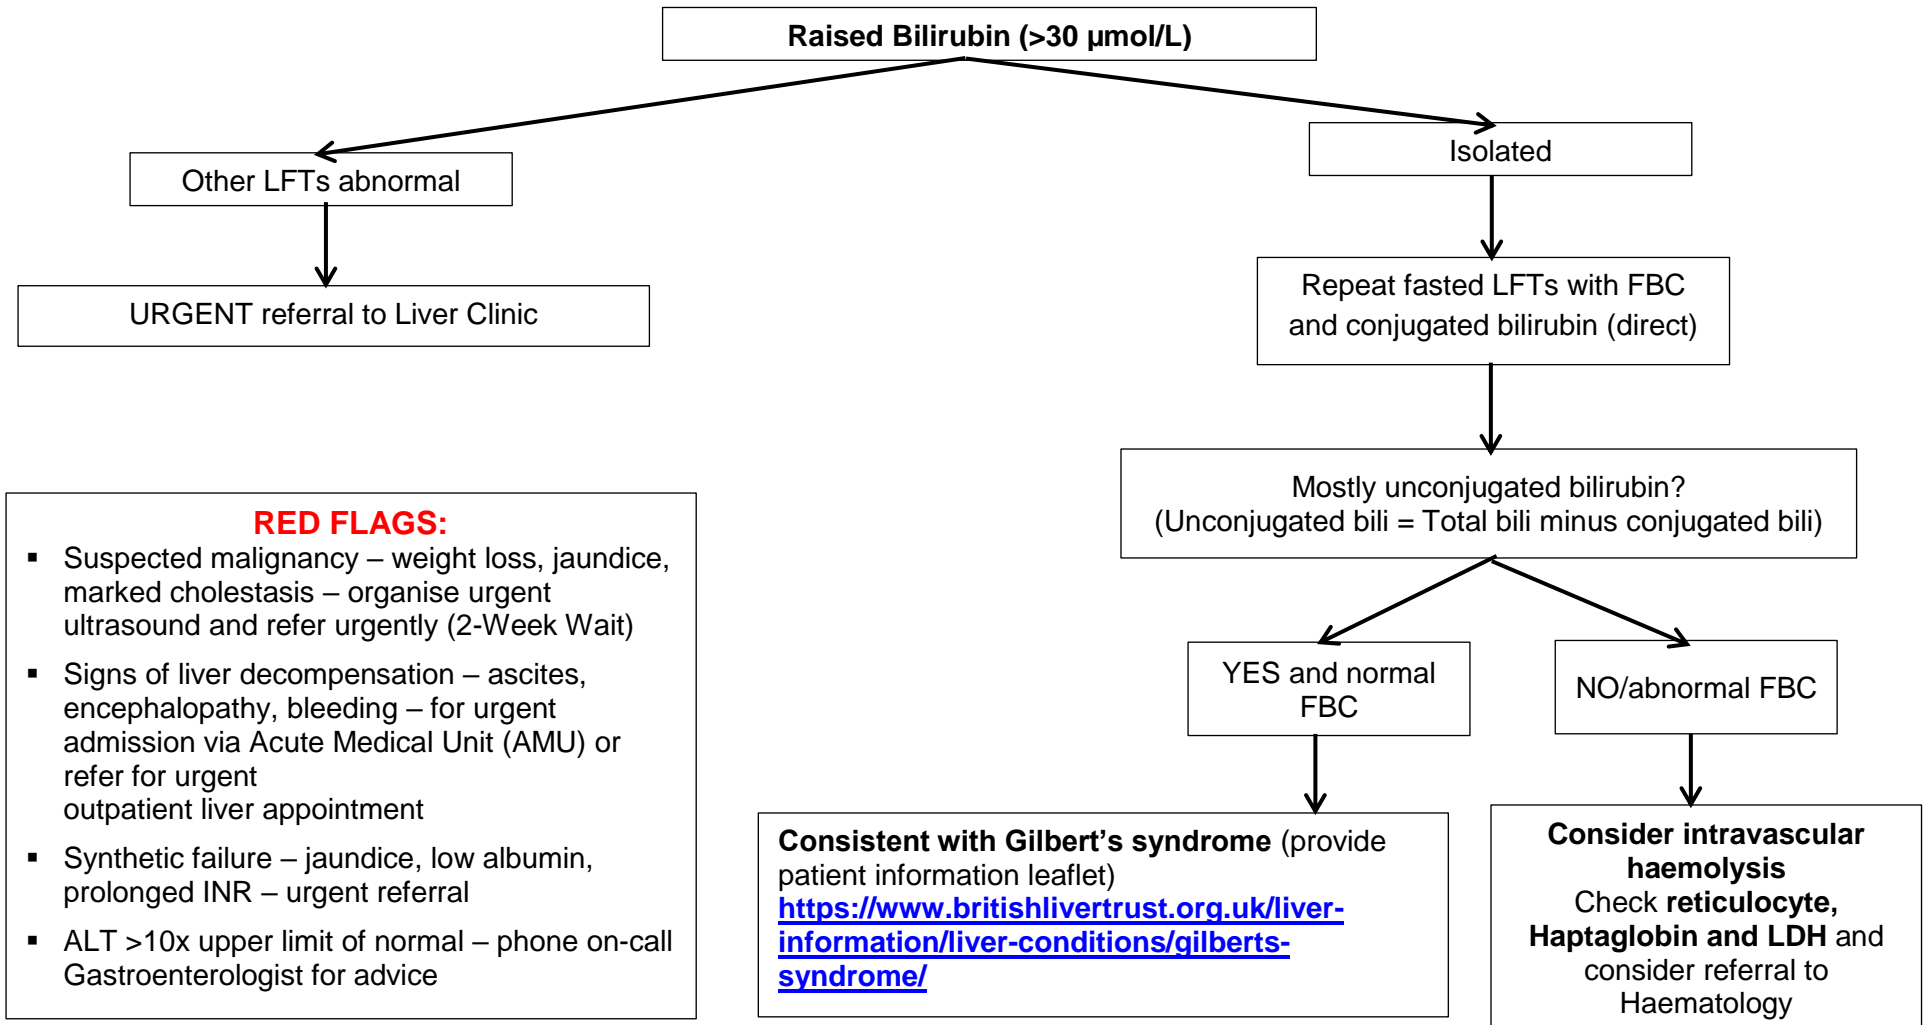 Raised Bilirubin (>30 µmol/L)
Other LFTs abnormal
URGENT referral to Liver Clinic
Isolated
Repeat fasted LFTs with FBC
and conjugated bilirubin (direct)
Mostly unconjugated bilirubin?
(Unconjugated bili = Total bili minus conjugated bili)
YES and normal
FBC
NO/abnormal FBC
Consistent with Gilbert’s syndrome (provide
patient information leaflet)
https://www.britishlivertrust.org.uk/liver-
information/liver-conditions/gilberts-
syndrome/
Consider intravascular
haemolysis
Check reticulocyte,
Haptaglobin and LDH and
consider referral to
Haematology
RED FLAGS:
▪ Suspected malignancy – weight loss, jaundice,
marked cholestasis – organise urgent
ultrasound and refer urgently (2-Week Wait)
▪ Signs of liver decompensation – ascites,
encephalopathy, bleeding – for urgent
admission via Acute Medical Unit (AMU) or
refer for urgent
outpatient liver appointment
▪ Synthetic failure – jaundice, low albumin,
prolonged INR – urgent referral
▪ ALT >10x upper limit of normal – phone on-call
Gastroenterologist for advice